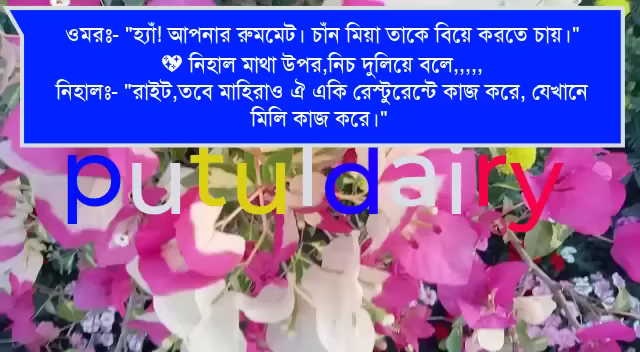 ওমরঃ- "হ্যাঁ! আপনার রুমমেট। চাঁন মিয়া তাকে বিয়ে করতে চায়।"
💖 নিহাল মাথা উপর,নিচ দুলিয়ে বলে,,,,,
নিহালঃ- "রাইট,তবে মাহিরাও ঐ একি রেস্টুরেন্টে কাজ করে, যেখানে
মিলি কাজ করে।"
putuldairy